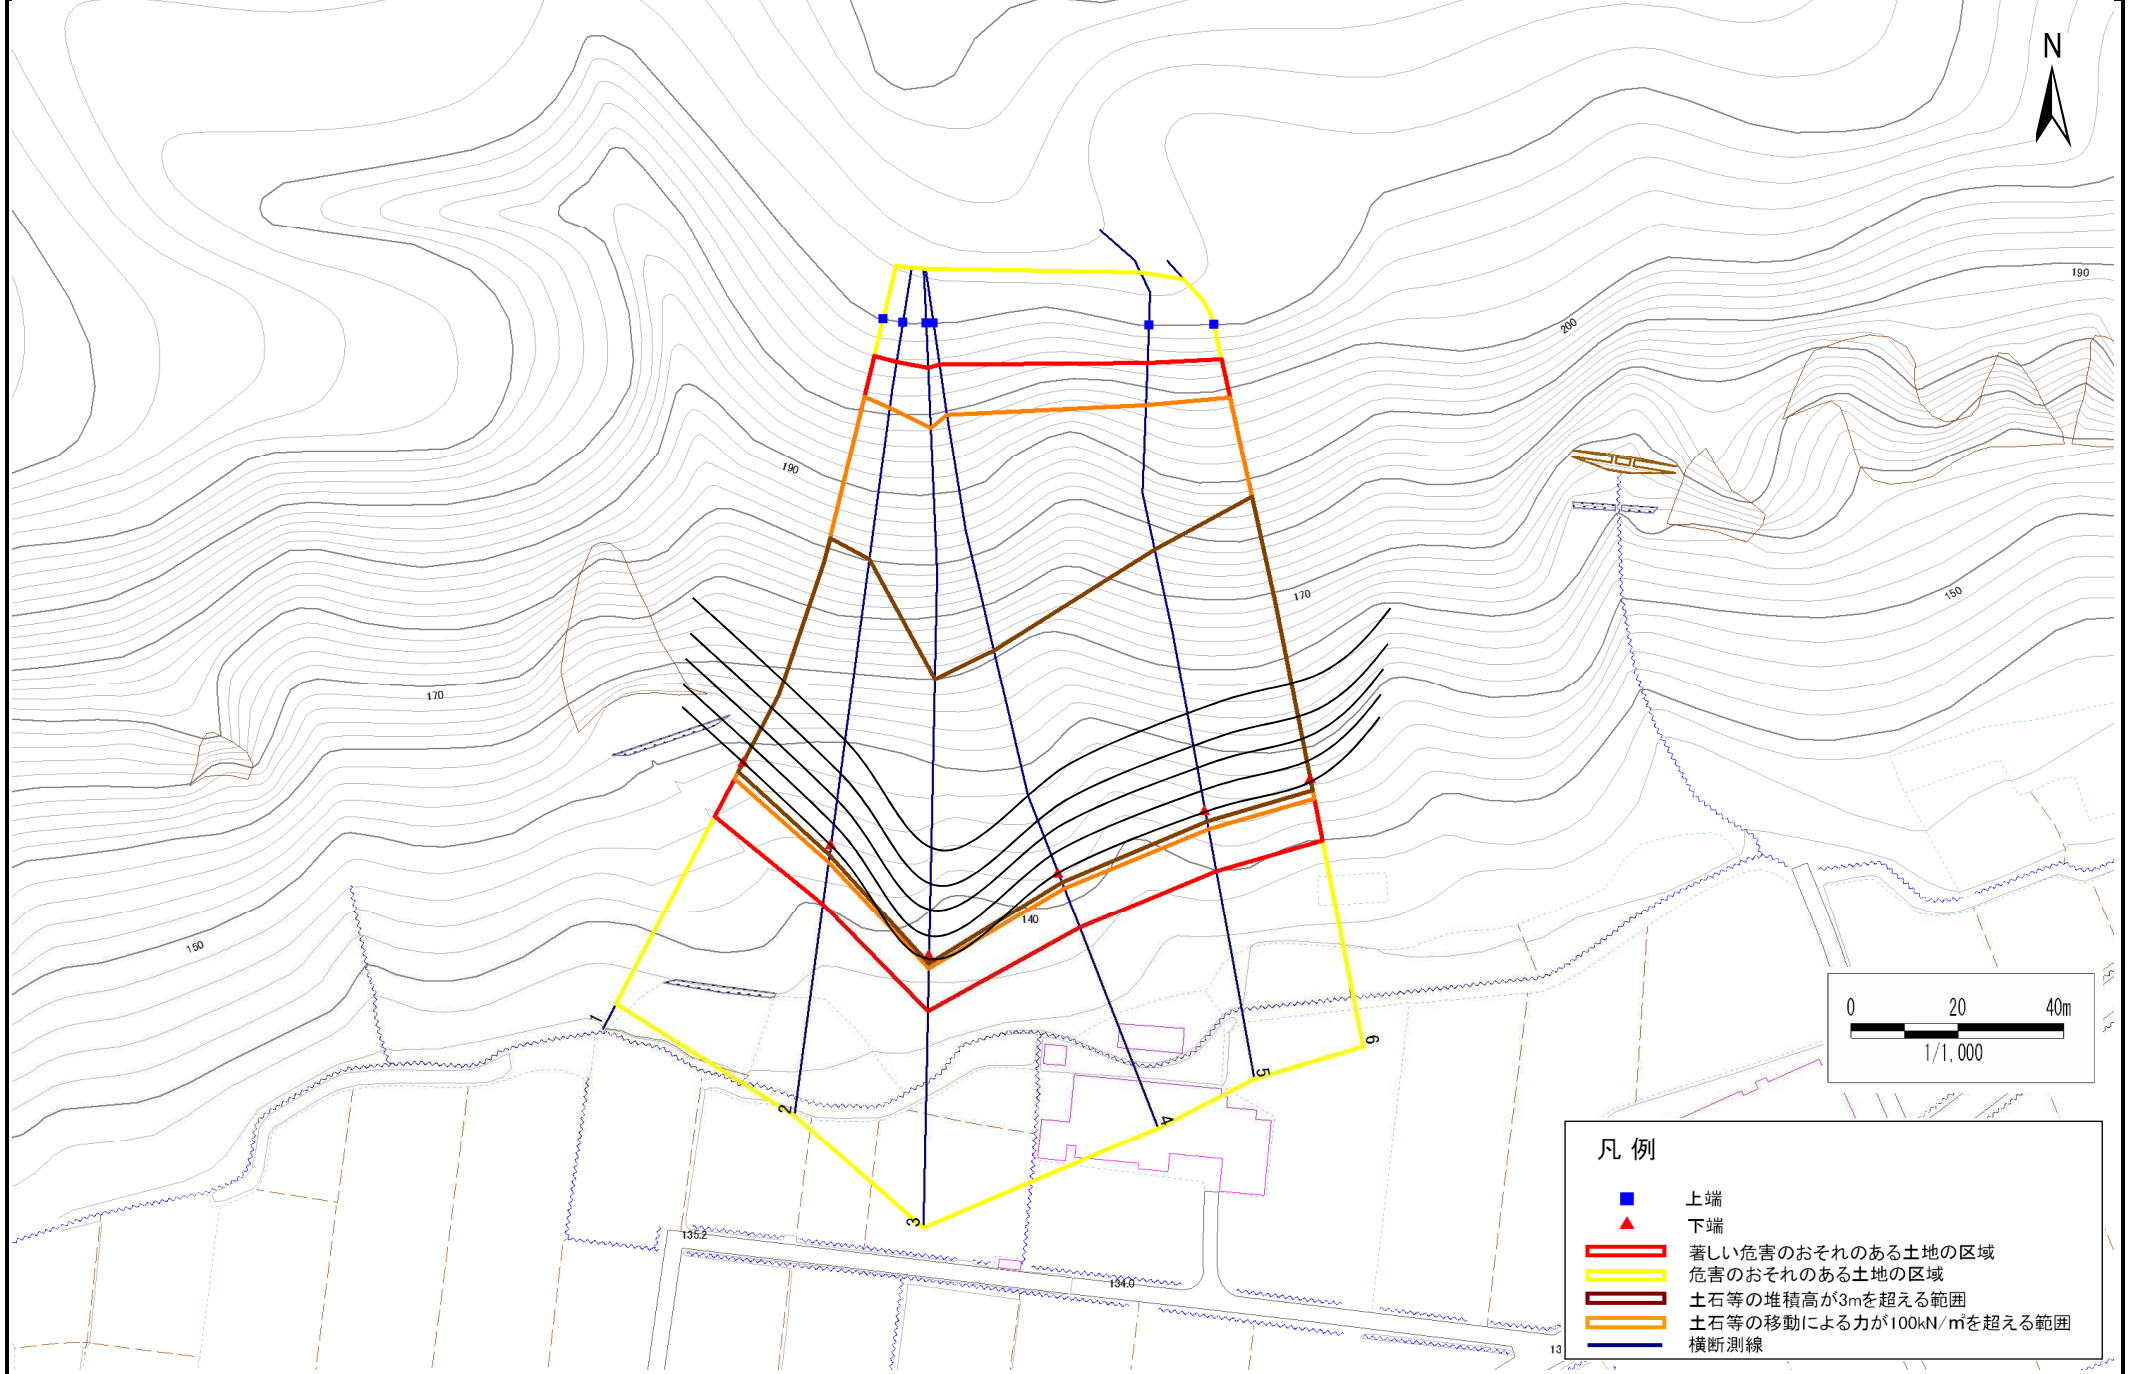 N
190
200
190
170
150
170
140
150
0 20 40m
1/1,000
1
2
3
4
5
6
135.2
134.0
13
凡 例
上端
下端
著しい危害のおそれのある土地の区域
危害のおそれのある土地の区域
土石等の堆積高が3mを超える範囲
土石等の移動による力が100kN/㎡を超える範囲
横断測線